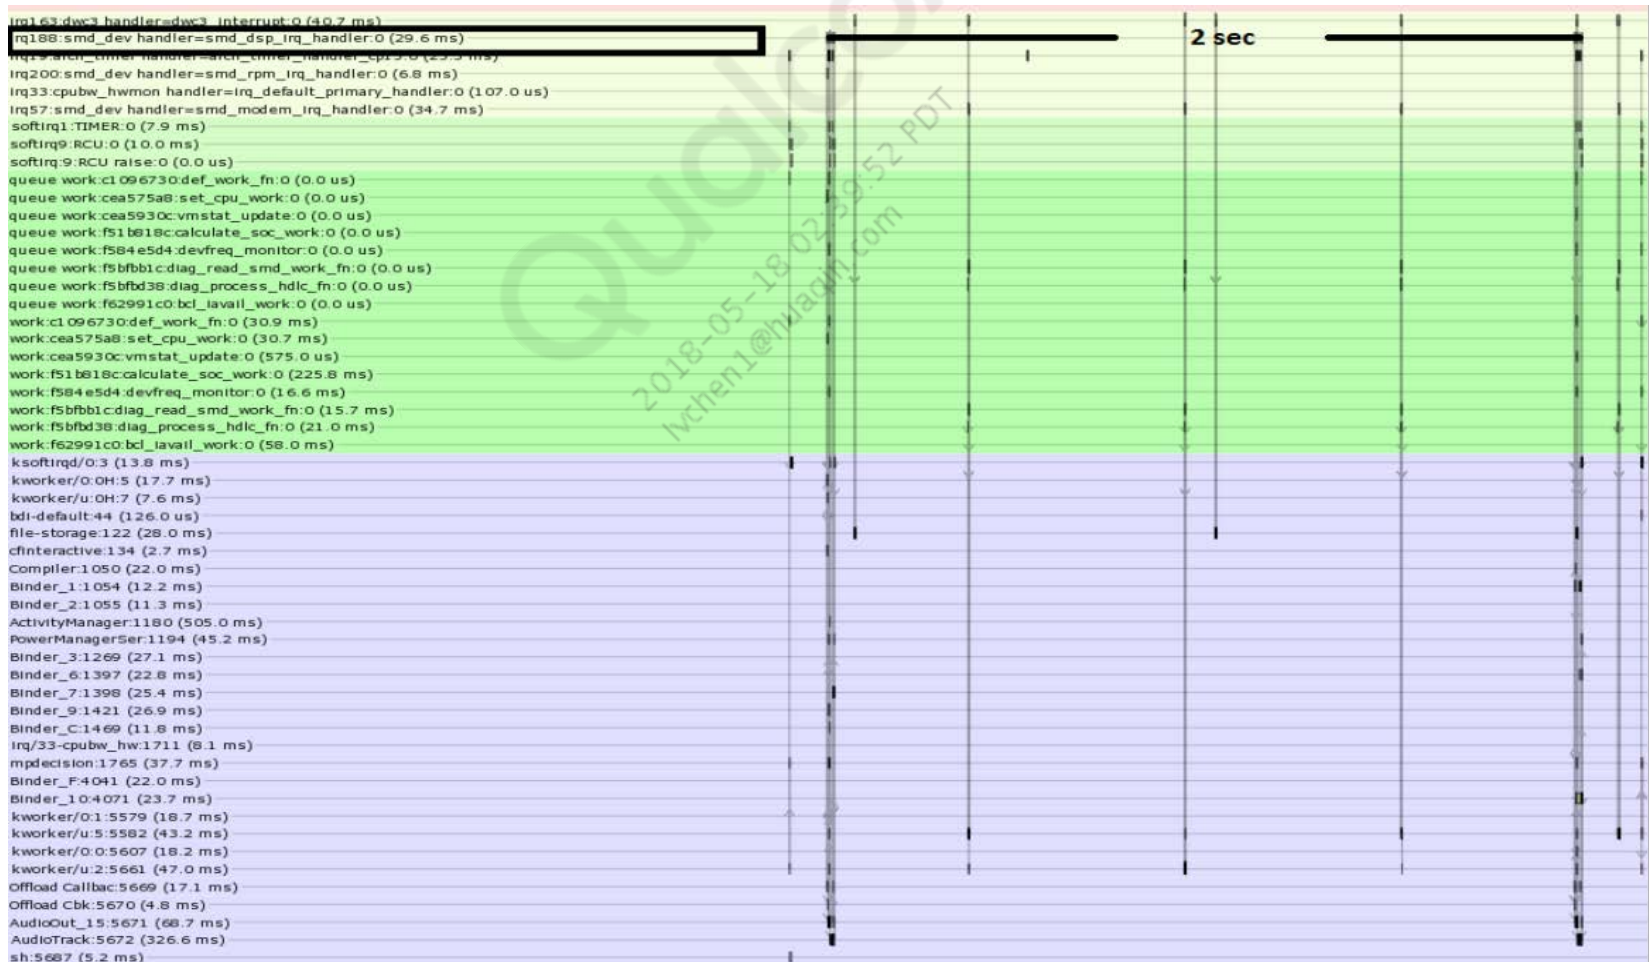 irq163:dwc3 handler=dwc3_interrupt:0 (40.7 ms)
irq188:smd_dev handler=smd_dsp_irq_handler:0 (29.6 ms)
2 sec
irq19:arch_timer handler=arch_timer_handler_cp15:0
irq200:smd_dev handler=smd_rpm_irq_handler:0 (6.8 ms)
irq33:cpubw_hwmon handler=irq_default_primary_handler:0 (107.0 us)
irq57:smd_dev handler=smd_modem_irq_handler:0 (34.7 ms)
softirq1:TIMER:0 (7.9 ms)
softirq9:RCU:0 (10.0 ms)
softirq:9:RCU raise:0 (0.0 us)
queue work:c1096730:def_work_fn:0 (0.0 us)
queue work:cea575a8:set_cpu_work:0 (0.0 us)
queue work:cea5930c:vmstat_update:0 (0.0 us)
queue work:f51b818c:calculate_soc_work:0 (0.0 us)
queue work:f584e5d4:devfreq_monitor:0 (0.0 us)
queue work:f5bfbb1c:diag_read_smd_work_fn:0 (0.0 us)
queue work:f5bfbd38:diag_process_hdlc_fn:0 (0.0 us)
queue work:f62991c0:bcl_iavail_work:0 (0.0 us)
work:c1096730:def_work_fn:0 (30.9 ms)
work:cea575a8:set_cpu_work:0 (30.7 ms)
work:cea5930c:vmstat_update:0 (575.0 us)
work:f51b818c:calculate_soc_work:0 (225.8 ms)
work:f584e5d4:devfreq_monitor:0 (16.6 ms)
work:f5bfbb1c:diag_read_smd_work_fn:0 (15.7 ms)
work:f5bfbd38:diag_process_hdlc_fn:0 (21.0 ms)
work:f62991c0:bcl_iavail_work:0 (58.0 ms)
ksoftirqd/0:3 (13.8 ms)
kworker/0:0H:5 (17.7 ms)
kworker/u:0H:7 (7.6 ms)
bdi-default:44 (126.0 us)
file-storage:122 (28.0 ms)
cfinteractive:134 (2.7 ms)
Compiler:1050 (22.0 ms)
Binder_1:1054 (12.2 ms)
Binder_2:1055 (11.3 ms)
ActivityManager:1180 (505.0 ms)
PowerManagerSer:1194 (45.2 ms)
Binder_3:1269 (27.1 ms)
Binder_6:1397 (22.8 ms)
Binder_7:1398 (25.4 ms)
Binder_9:1421 (26.9 ms)
Binder_C:1469 (11.8 ms)
irq/33-cpubw_hw:1711 (8.1 ms)
mpdecision:1765 (37.7 ms)
Binder_F:4041 (22.0 ms)
Binder_10:4071 (23.7 ms)
kworker/0:1:5579 (18.7 ms)
kworker/u:5:5582 (43.2 ms)
kworker/0:0:5607 (18.2 ms)
kworker/u:2:5661 (47.0 ms)
Offload Callbac:5669 (17.1 ms)
Offload Cbk:5670 (4.8 ms)
AudioOut_15:5671 (68.7 ms)
AudioTrack:5672 (326.6 ms)
sh:5687 (5.2 ms)
Qualco
2018-05-18 02:39:52 PDT
lvchen1@huaqin.com